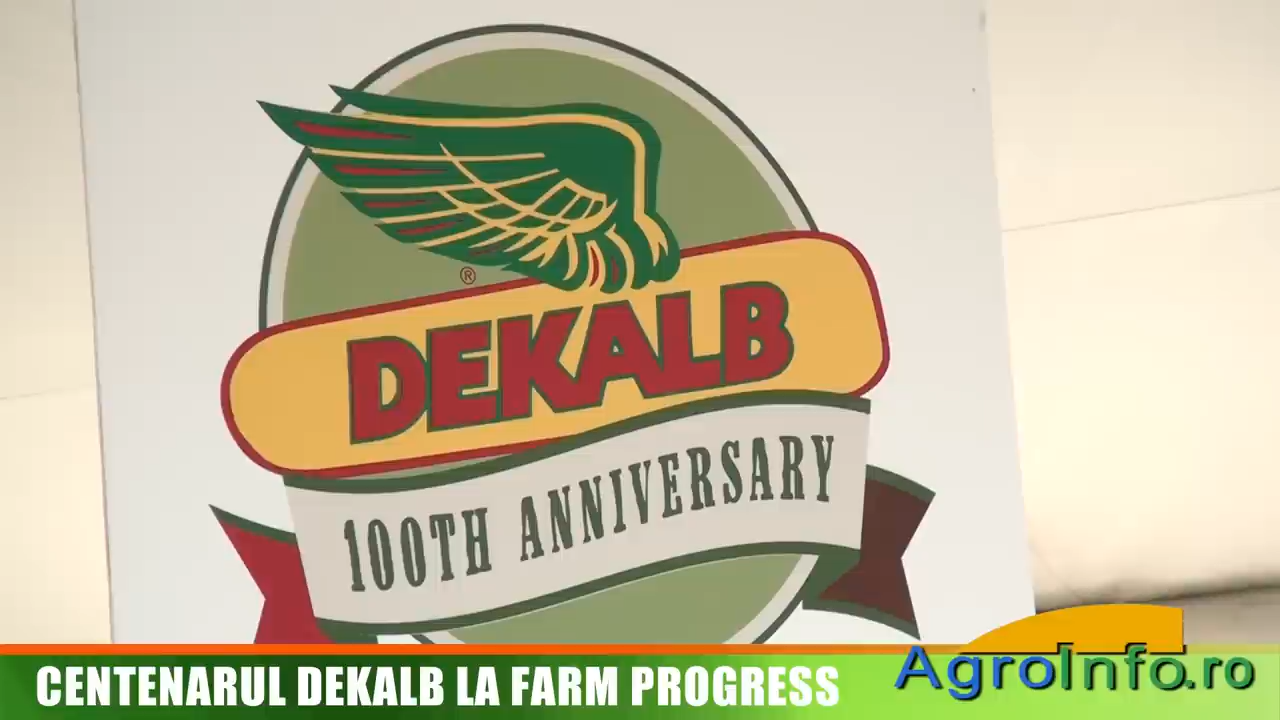 ®
DEKALB
100TH ANNIVERSARY
CENTENARUL DEKALB LA FARM PROGRESS
AgroInfo.ro